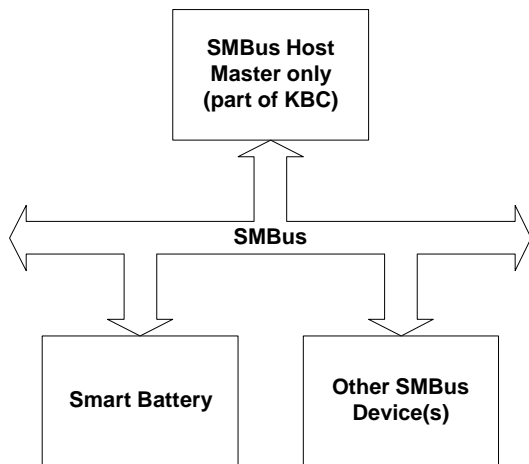 SMBus Host
Master only
(part of KBC)
SMBus
Smart Battery
Other SMBus
Device(s)